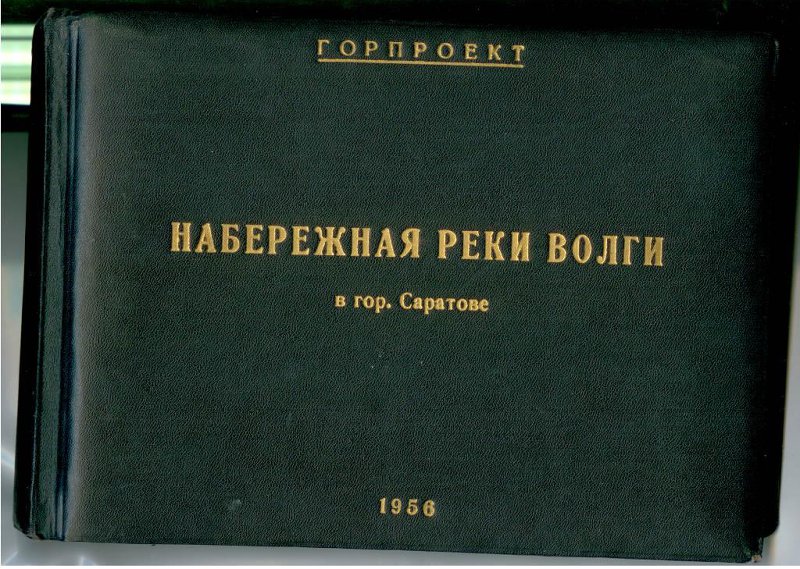 ГОРПРОЕКТ
НАБЕРЕЖНАЯ РЕКИ ВОЛГИ
в гор. Саратове
1956